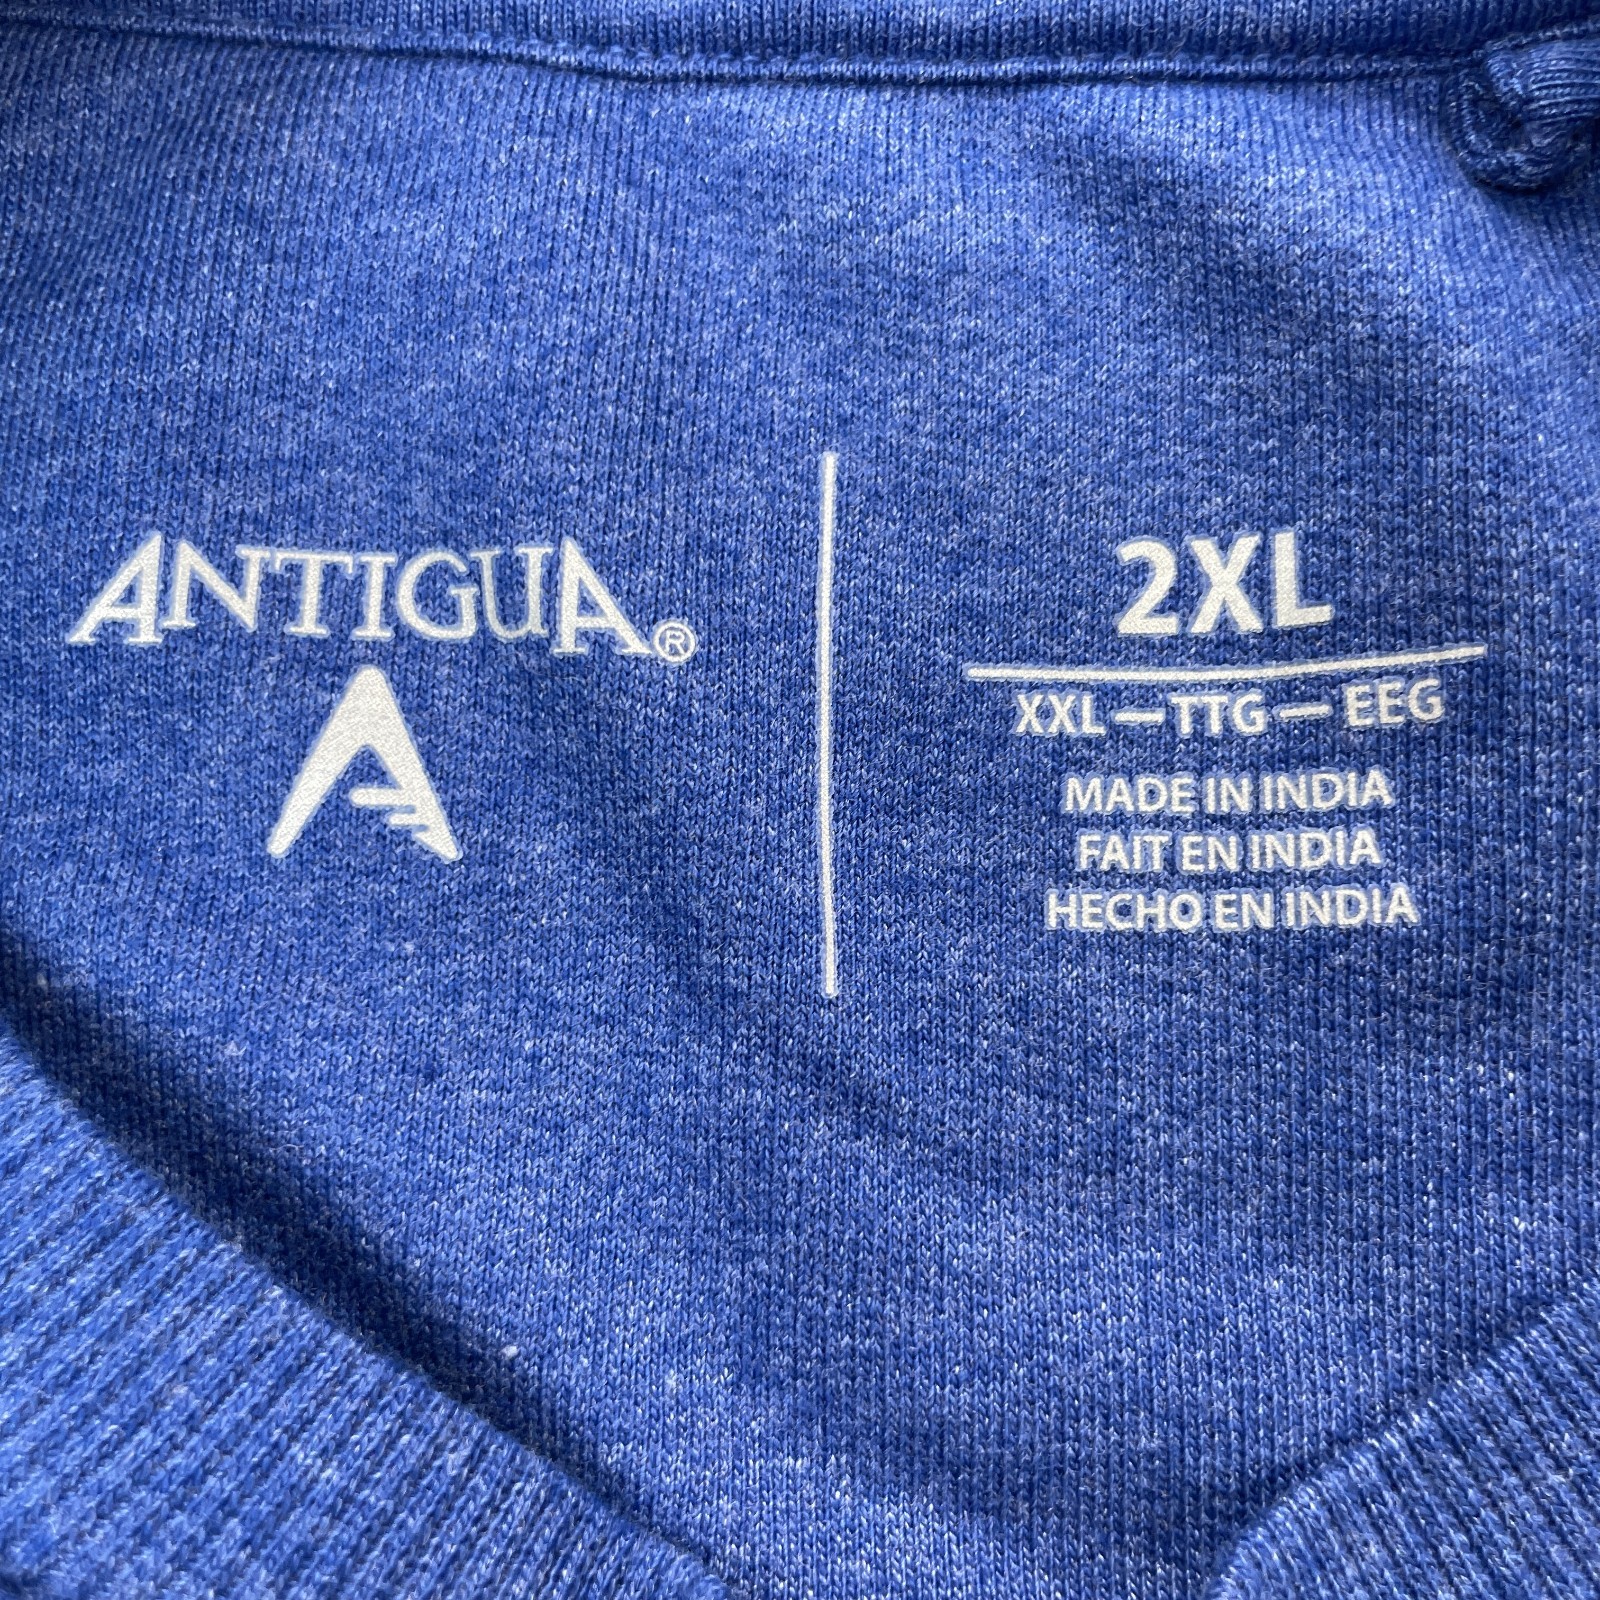 ANTIGUA®
2XL
XXL — TTG — EEG
MADE IN INDIA
FAIT EN INDIA
HECHO EN INDIA